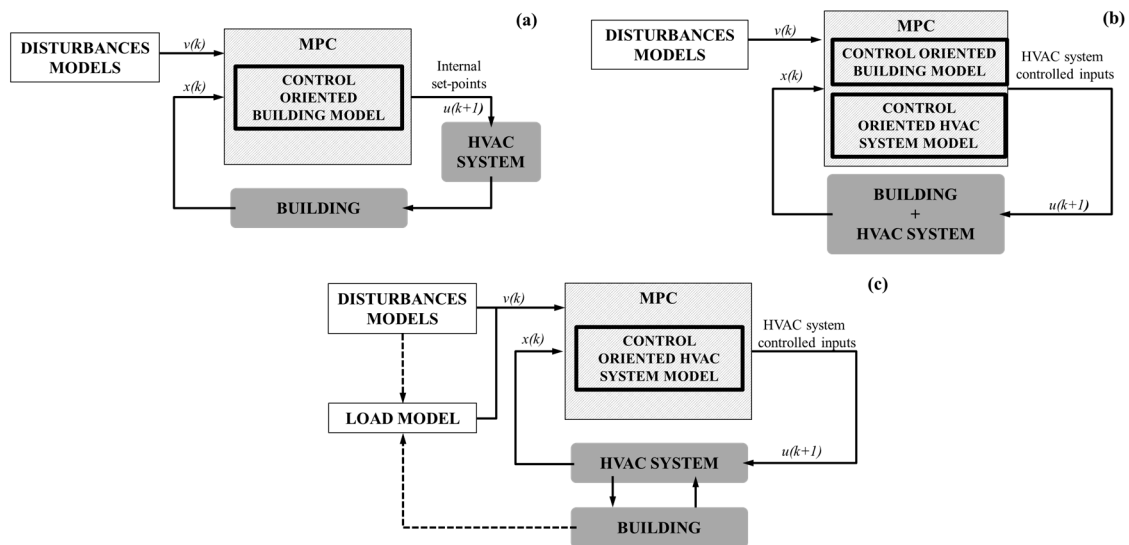 (a)
DISTURBANCES
MODELS
v(k)
x(k)
MPC
CONTROL
ORIENTED
BUILDING MODEL
Internal
set-points
u(k+1)
HVAC
SYSTEM
BUILDING
(b)
DISTURBANCES
MODELS
v(k)
x(k)
MPC
CONTROL ORIENTED
BUILDING MODEL
CONTROL
ORIENTED HVAC
SYSTEM MODEL
HVAC system
controlled inputs
BUILDING
+
HVAC SYSTEM
u(k+1)
(c)
DISTURBANCES
MODELS
v(k)
x(k)
MPC
CONTROL
ORIENTED HVAC
SYSTEM MODEL
HVAC system
controlled inputs
LOAD MODEL
HVAC SYSTEM
u(k+1)
BUILDING